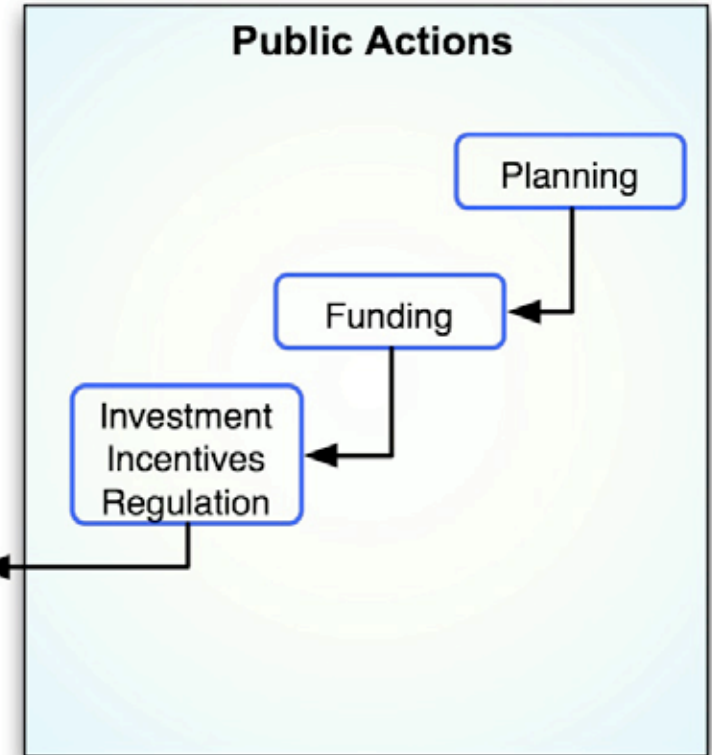 Public Actions
Planning
Funding
Investment
Incentives
Regulation